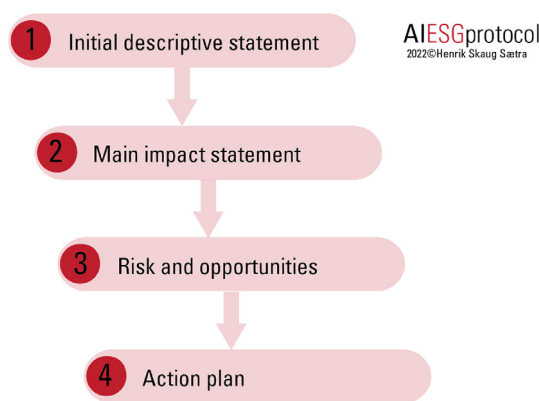 1 Initial descriptive statement
AIESGprotocol
2022©Henrik Skaug Sætra
2 Main impact statement
3 Risk and opportunities
4 Action plan